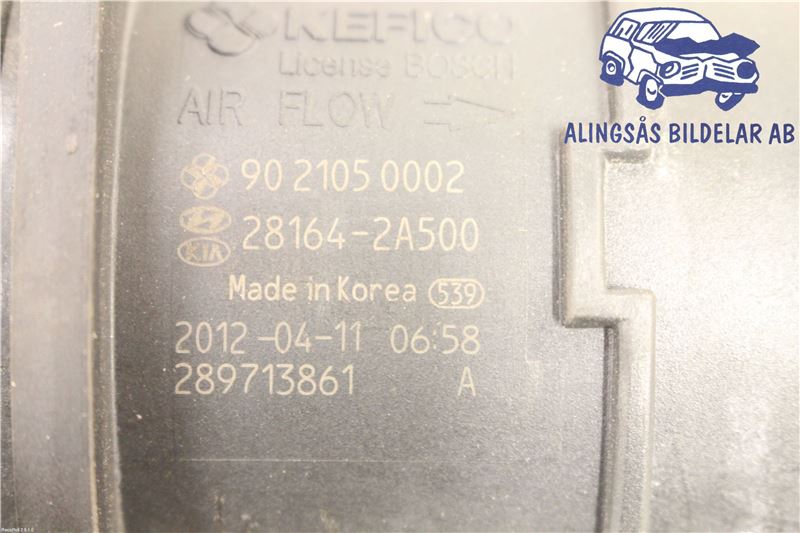 KEFICO
License BOSCH
AIR FLOW
90 2105 0002
28164-2A500
KIA
Made in Korea 539
2012-04-11 06:58
289713861 A
ALINGSÅS BILDELAR AB